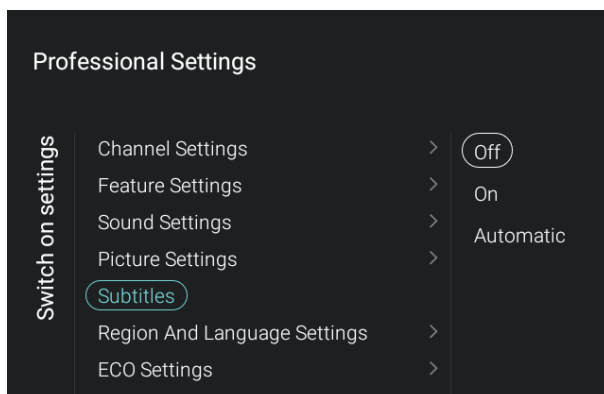 Professional Settings
Switch on settings
Channel Settings
Feature Settings
Sound Settings
Picture Settings
Subtitles
Region And Language Settings
ECO Settings
Off
On
Automatic